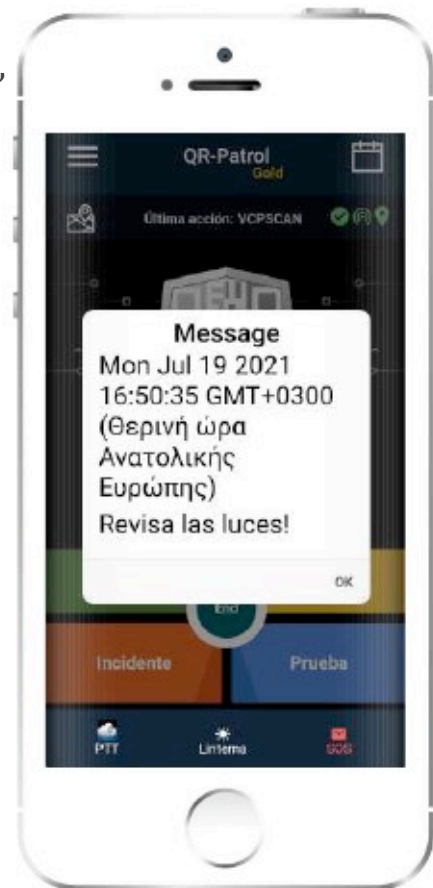 QR-Patrol
Gold
Última acción: VCPSCAN
Message
Mon Jul 19 2021
16:50:35 GMT+0300
(Θερινή ώρα
Ανατολικής
Ευρώπης)
Revisa las luces!
OK
End
Incidente
Prueba
PTT
Linterna
SOS